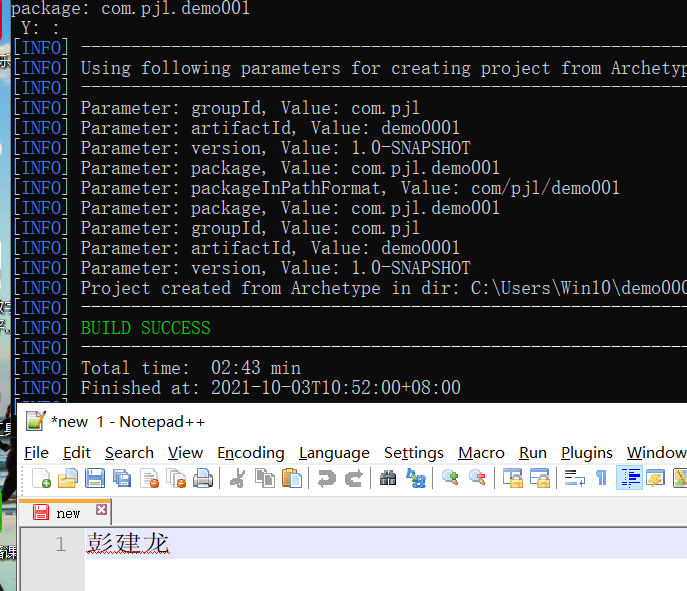 package: com.pjl.demo001
Y: :
[INFO] ------------------------------------------------------------
[INFO] Using following parameters for creating project from Archetyp
[INFO] ------------------------------------------------------------
[INFO] Parameter: groupId, Value: com.pjl
[INFO] Parameter: artifactId, Value: demo0001
[INFO] Parameter: version, Value: 1.0-SNAPSHOT
[INFO] Parameter: package, Value: com.pjl.demo001
[INFO] Parameter: packageInPathFormat, Value: com/pjl/demo001
[INFO] Parameter: package, Value: com.pjl.demo001
[INFO] Parameter: groupId, Value: com.pjl
[INFO] Parameter: artifactId, Value: demo0001
[INFO] Parameter: version, Value: 1.0-SNAPSHOT
[INFO] Project created from Archetype in dir: C:\Users\Win10\demo000
[INFO] ------------------------------------------------------------
[INFO] BUILD SUCCESS
[INFO] ------------------------------------------------------------
[INFO] Total time: 02:43 min
[INFO] Finished at: 2021-10-03T10:52:00+08:00
*new 1 - Notepad++
File Edit Search View Encoding Language Settings Macro Run Plugins Window
new
1 彭建龙